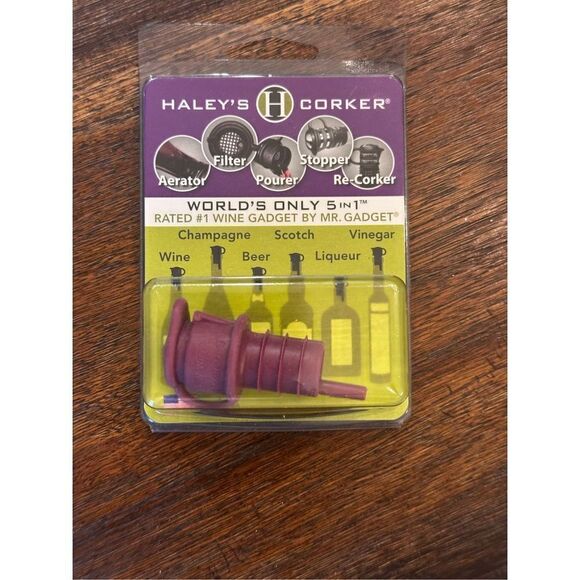 HALEY'S H CORKER®
Filter Stopper
Aerator Pourer Re-Corker
WORLD'S ONLY 5 IN 1™
RATED #1 WINE GADGET BY MR. GADGET®
Champagne Scotch Vinegar
Wine Beer Liqueur